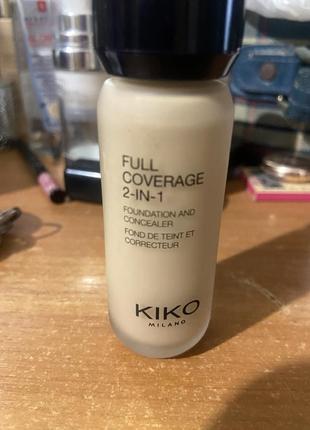 FULL
COVERAGE
2-IN-1
FOUNDATION AND
CONCEALER
FOND DE TEINT ET
CORRECTEUR
KIKO
MILANO